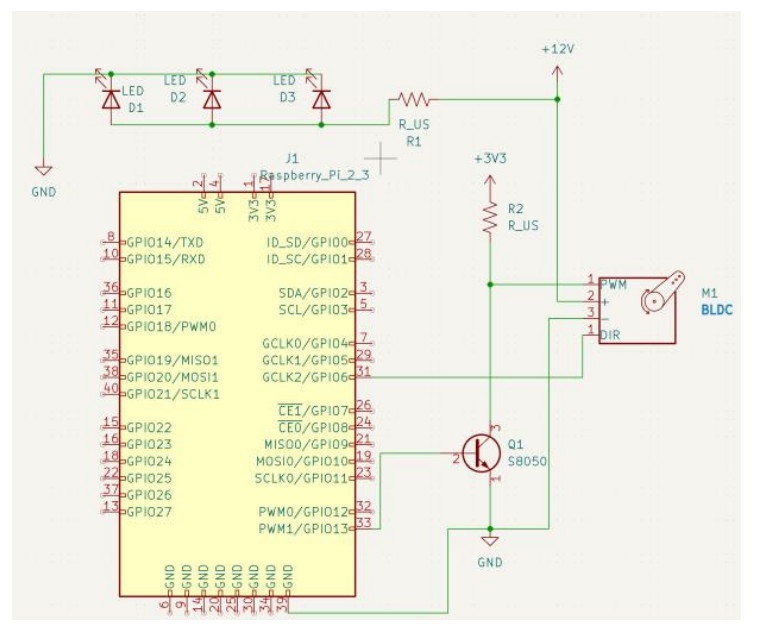 +12V
LED
D1
LED
D2
LED
D3
R_US
R1
GND
J1
Raspberry_Pi_2_3
+3V3
R2
R_US
2 4 1 17
5V 5V 3V3 3V3
8 GPIO14/TXD ID_SD/GPIO0 27
10 GPIO15/RXD ID_SC/GPIO1 28
36 GPIO16 SDA/GPIO2 3
11 GPIO17 SCL/GPIO3 5
12 GPIO18/PWM0
GCLK0/GPIO4 7
35 GPIO19/MISO1 GCLK1/GPIO5 29
38 GPIO20/MOSI1 GCLK2/GPIO6 31
40 GPIO21/SCLK1
CE1/GPIO7 26
15 GPIO22 CE0/GPIO8 24
16 GPIO23 MISO0/GPIO9 21
18 GPIO24 MOSI0/GPIO10 19
22 GPIO25 SCLK0/GPIO11 23
37 GPIO26
13 GPIO27 PWM0/GPIO12 32
PWM1/GPIO13 33
GND GND GND GND GND GND GND GND
6 9 14 20 25 30 34 39
1 PWM
2 +
3 -
1 DIR
M1
BLDC
3
Q1
2
S8050
1
GND